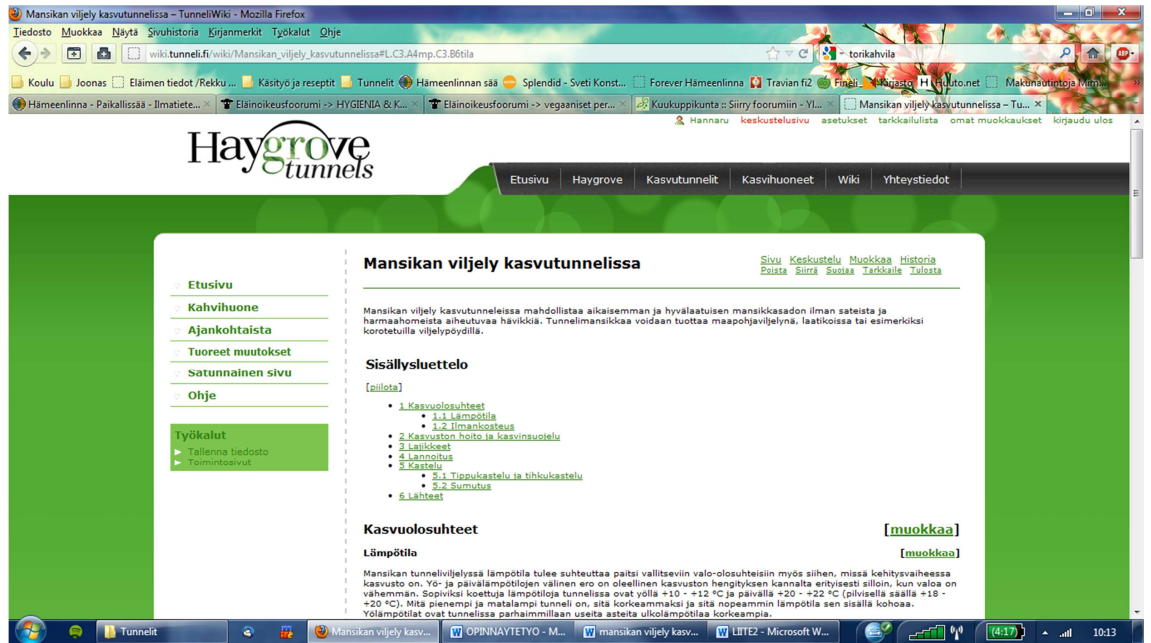 Mansikan viljely kasvutunnelissa – TunneliWiki - Mozilla Firefox
Tiedosto Muokkaa Näytä Sivuhistoria Kirjanmerkit Työkalut Ohje
wiki.tunneli.fi/wiki/Mansikan_viljely_kasvutunnelissa#L.C3.A4mp.C3.B6tila torikahvila
Koulu Joonas Eläimen tiedot /Rekku ... Käsityö ja reseptit Tunnelit Hämeenlinnan sää Splendid - Sveti Konst... Forever Hämeenlinna Travian fi2 Fineli Kirjasto Huuto.net
Hämeenlinna - Paikallissää - Ilmatiete... Eläinoikeusfoorumi -> HYGIENIA & K... Eläinoikeusfoorumi -> vegaaniset per... Kuukuppikunta :: Siirry foorumiin - Yl... Mansikan viljely kasvutunnelissa – Tu...
Hannaru keskustelusivu asetukset tarkkailulista omat muokkaukset kirjaudu ulos
Haygrove
tunnels
Etusivu Haygrove Kasvutunnelit Kasvihuoneet Wiki Yhteystiedot
Mansikan viljely kasvutunnelissa
Sivu Keskustelu Muokkaa Historia
Poista Siirrä Suojaa Tarkkaile Tulosta
Etusivu
Kahvihuone
Ajankohtaista
Tuoreet muutokset
Satunnainen sivu
Ohje
Työkalut
Tallenna tiedosto
Toimintosivut
Mansikan viljely kasvutunneleissa mahdollistaa aikaisemman ja hyvälaatuisen mansikkasadon ilman sateista ja
harmaahomeista aiheutuvaa hävikkiä. Tunnelimansikkaa voidaan tuottaa maapohjaviljelynä, laatikoissa tai esimerkiksi
korotetuilla viljelypöydillä.
Sisällysluettelo
[piilota]
1 Kasvuolosuhteet
1.1 Lämpötila
1.2 Ilmankosteus
2 Kasvuston hoito ja kasvinsuojelu
3 Lajikkeet
4 Lannoitus
5 Kastelu
5.1 Tippukastelu ja tihkukastelu
5.2 Sumutus
6 Lähteet
Kasvuolosuhteet [muokkaa]
Lämpötila [muokkaa]
Mansikan tunneliviljelyssä lämpötila tulee suhteuttaa paitsi vallitseviin valo-olosuhteisiin myös siihen, missä kehitysvaiheessa
kasvusto on. Yö- ja päivälämpötilojen välinen ero on oleellinen kasvuston hengityksen kannalta erityisesti silloin, kun valoa on
vähemmän. Sopiviksi koettuja lämpötiloja tunnelissa ovat yöllä +10 - +12 °C ja päivällä +20 - +22 °C (pilvisellä säällä +18 -
+20 °C). Mitä pienempi ja matalampi tunneli on, sitä korkeammaksi ja sitä nopeammin lämpötila sen sisällä kohoaa.
Yölämpötilat ovat tunnelissa parhaimmillaan useita asteita ulkolämpötilaa korkeampia.
Tunnelit Mansikan viljely kasv... OPINNAYTETYO - M... mansikan viljely kasv... LIITE2 - Microsoft W... (4:17) 10:13